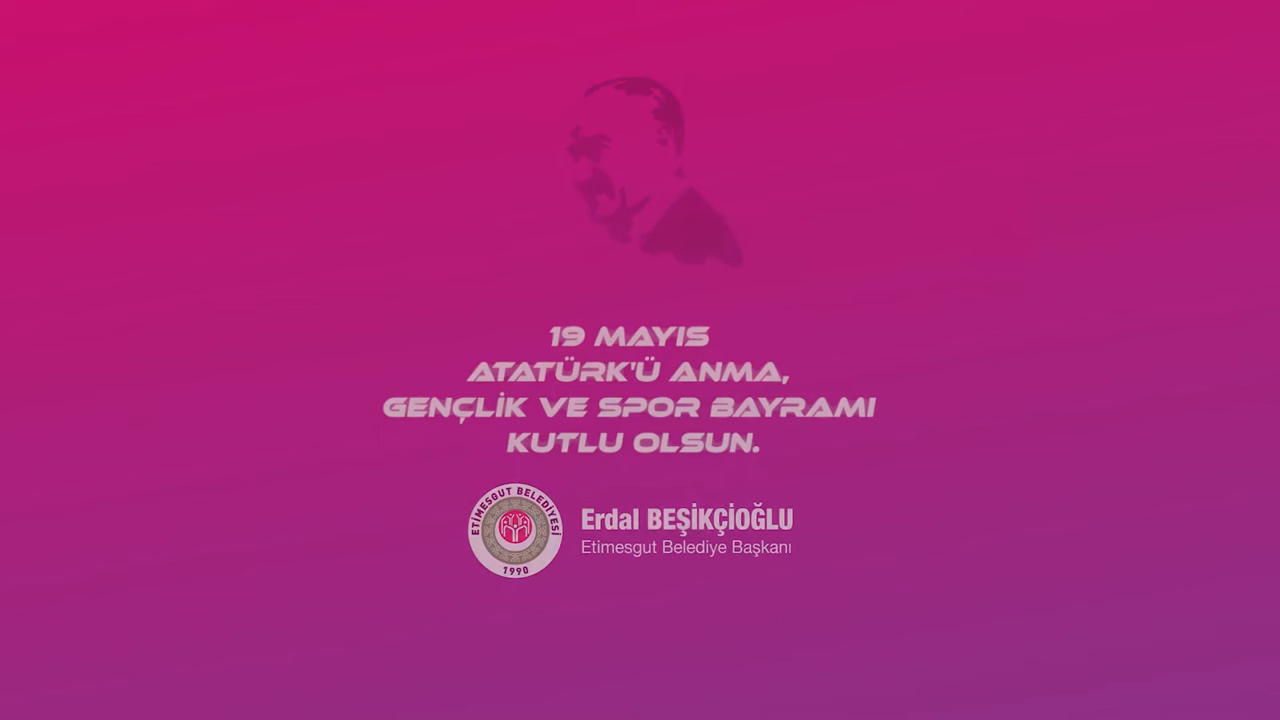 19 MAYIS
ATATÜRK'Ü ANMA,
GENÇLİK VE SPOR BAYRAMI
KUTLU OLSUN.
ETİMESGUT BELEDİYESİ
1990
Erdal BEŞİKÇİOĞLU
Etimesgut Belediye Başkanı